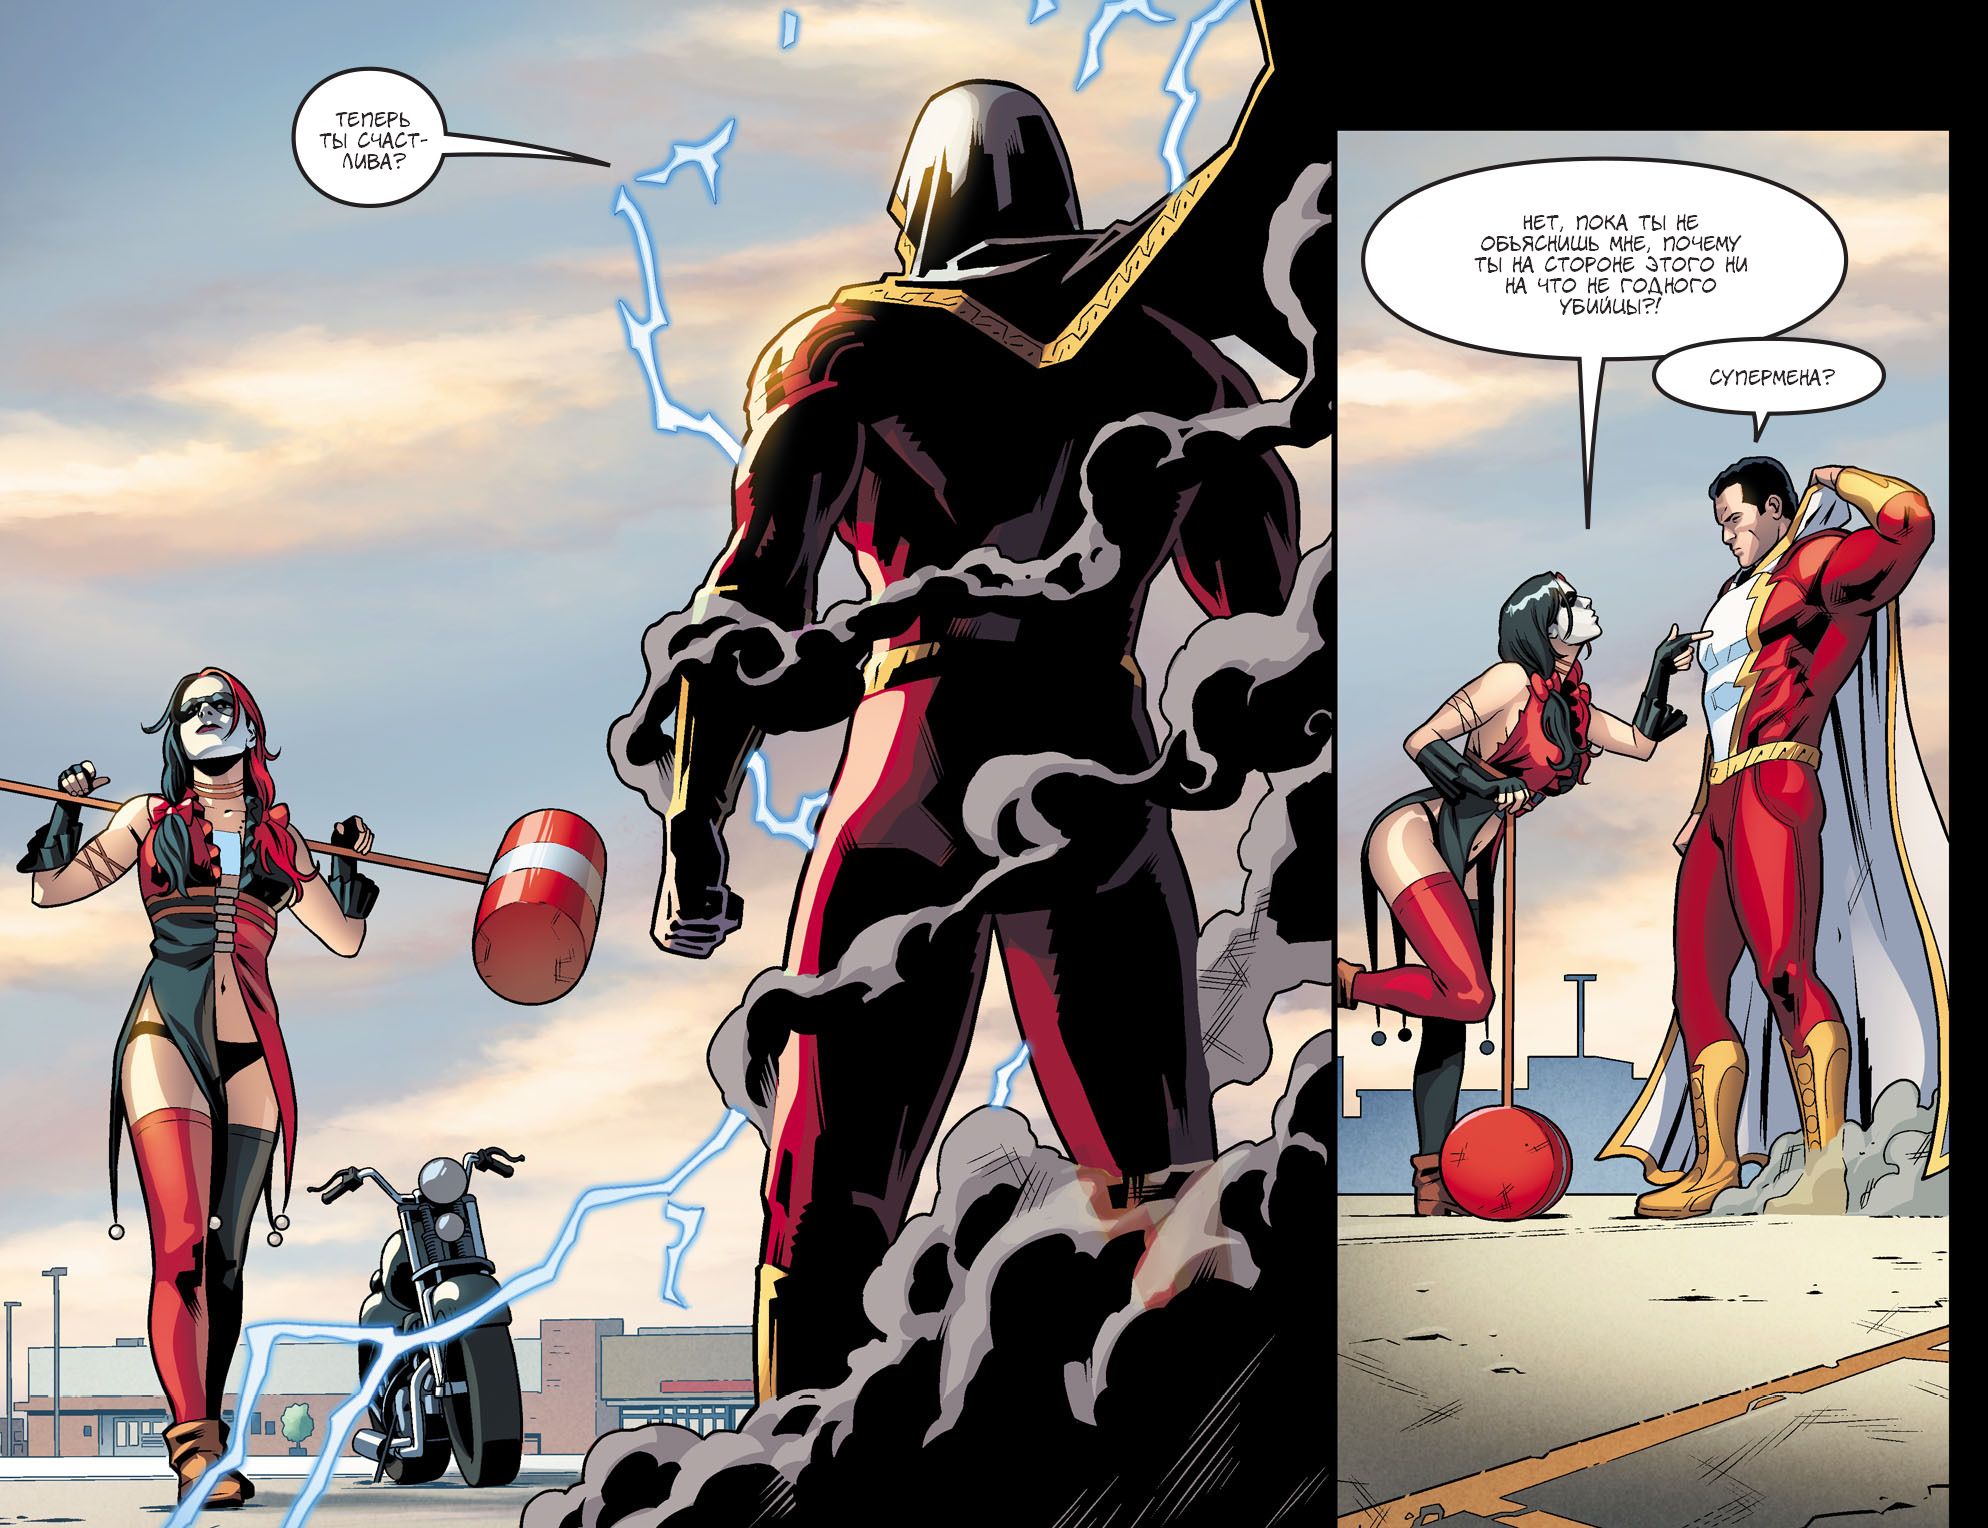 ТЕПЕРЬ
ТЫ СЧАСТ-
ЛИВА?
НЕТ, ПОКА ТЫ НЕ
ОБЪЯСНИШЬ МНЕ, ПОЧЕМУ
ТЫ НА СТОРОНЕ ЭТОГО НИ
НА ЧТО НЕ ГОДНОГО
УБИЙЦЫ?!
СУПЕРМЕНА?